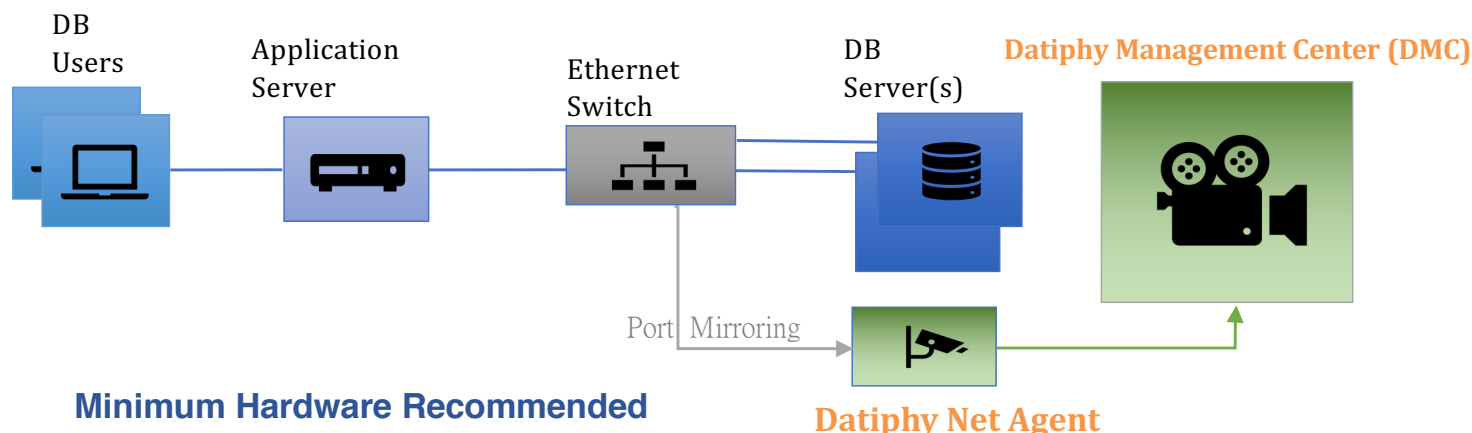 DB
Users
Application
Server
Ethernet
Switch
DB
Server(s)
Datiphy Management Center (DMC)
Port Mirroring
Minimum Hardware Recommended
Datiphy Net Agent